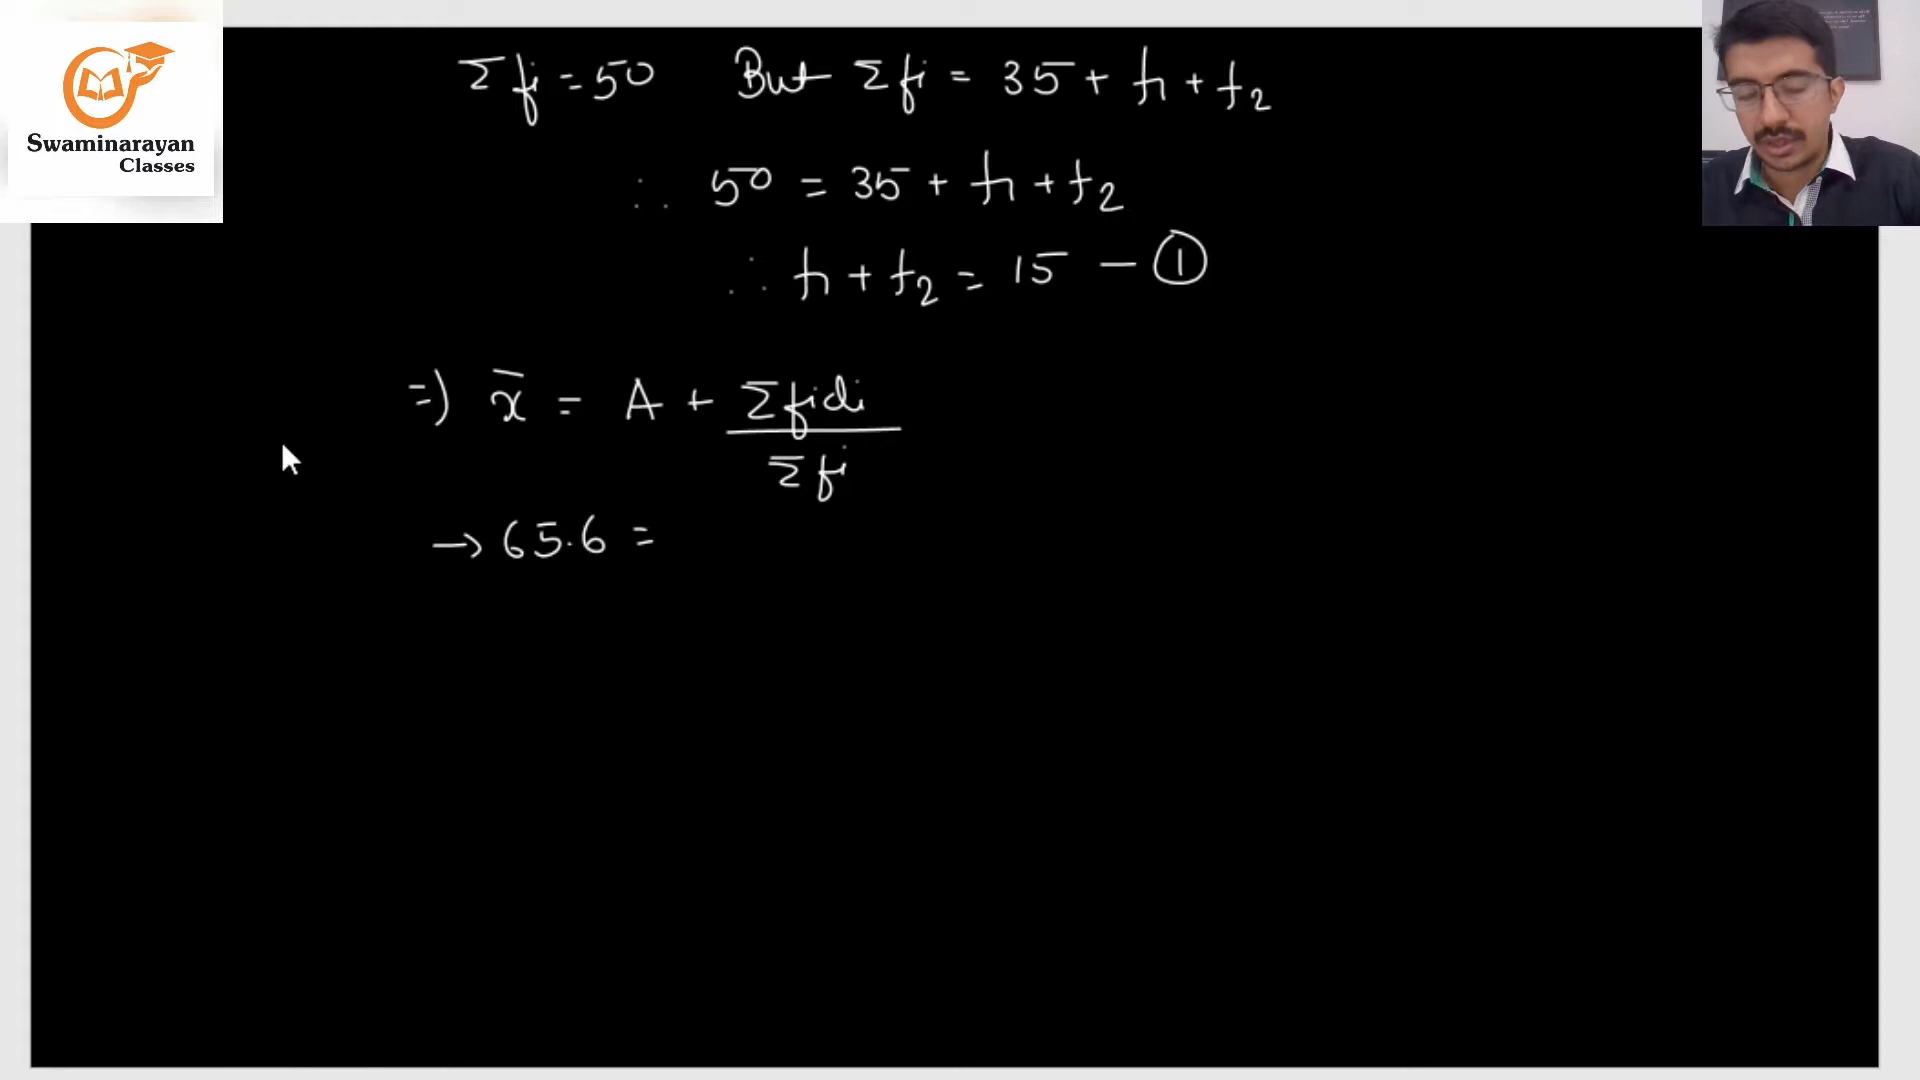 Swaminarayan
Classes
Σfi = 50 But Σfi = 35 + f1 + f2
∴ 50 = 35 + f1 + f2
∴ f1 + f2 = 15 — ①
⇒) x̄ = A + Σfidi
Σfi
→ 65.6 =